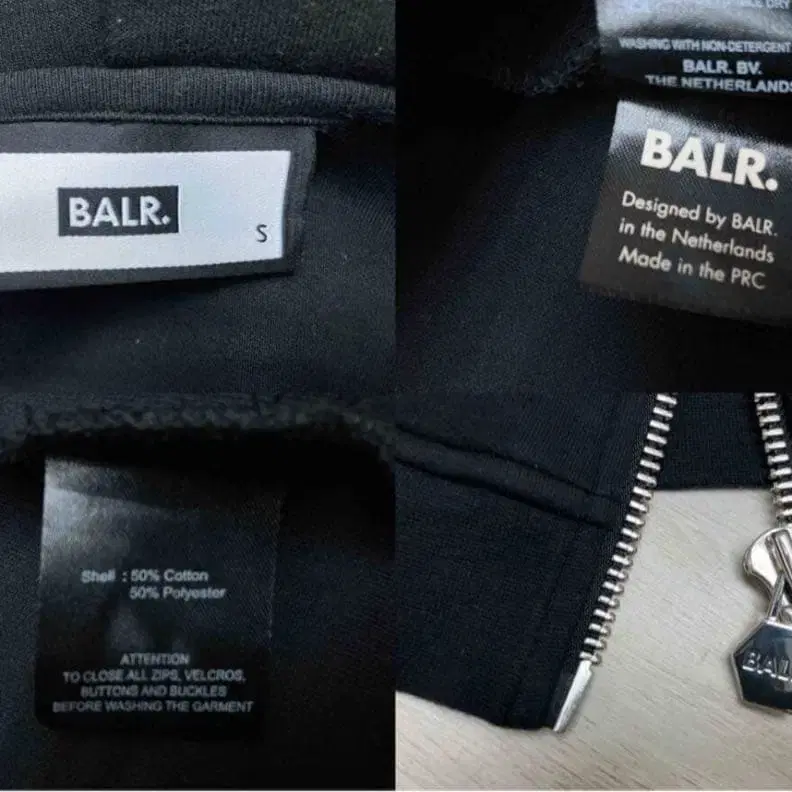 BALR.
S
WASHING WITH NON-DETERGENT
BALR. BV.
THE NETHERLANDS
BALR.
Designed by BALR.
in the Netherlands
Made in the PRC
Shell : 50% Cotton
50% Polyester
ATTENTION
TO CLOSE ALL ZIPS, VELCROS,
BUTTONS AND BUCKLES
BEFORE WASHING THE GARMENT
BAL